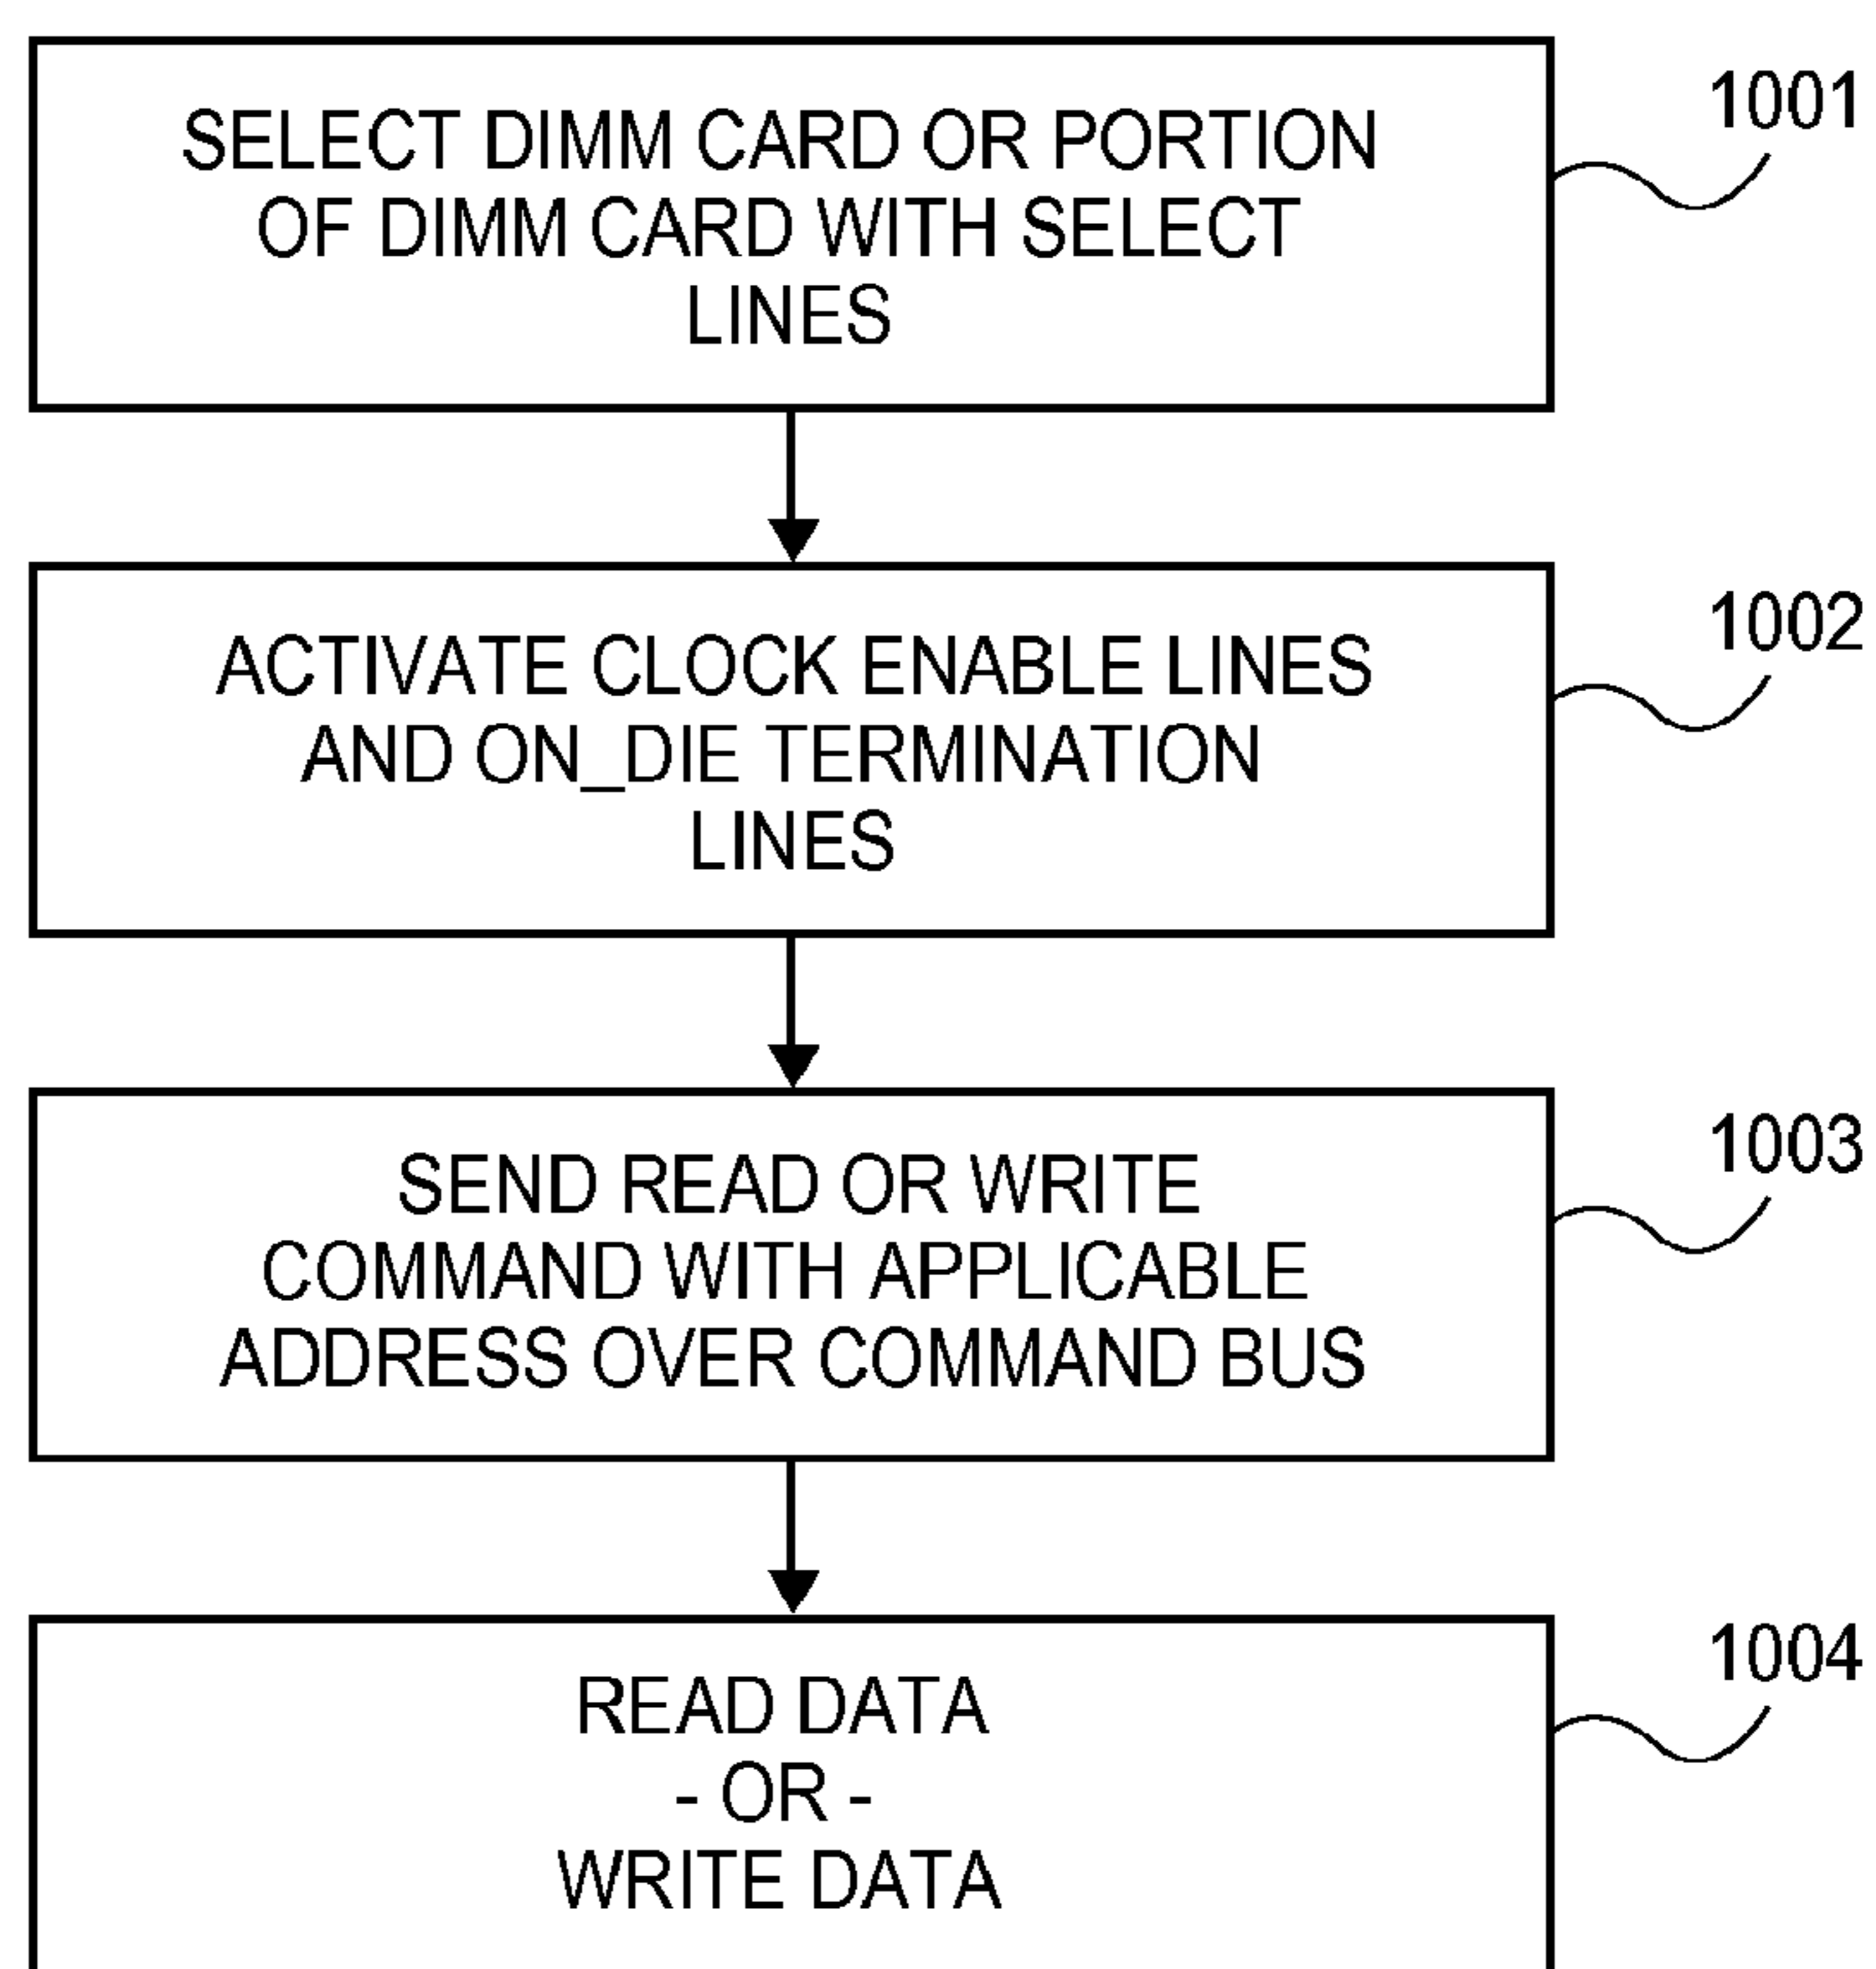 SELECT DIMM CARD OR PORTION
OF DIMM CARD WITH SELECT
LINES
1001
ACTIVATE CLOCK ENABLE LINES
AND ON_DIE TERMINATION
LINES
1002
SEND READ OR WRITE
COMMAND WITH APPLICABLE
ADDRESS OVER COMMAND BUS
1003
READ DATA
- OR -
WRITE DATA
1004